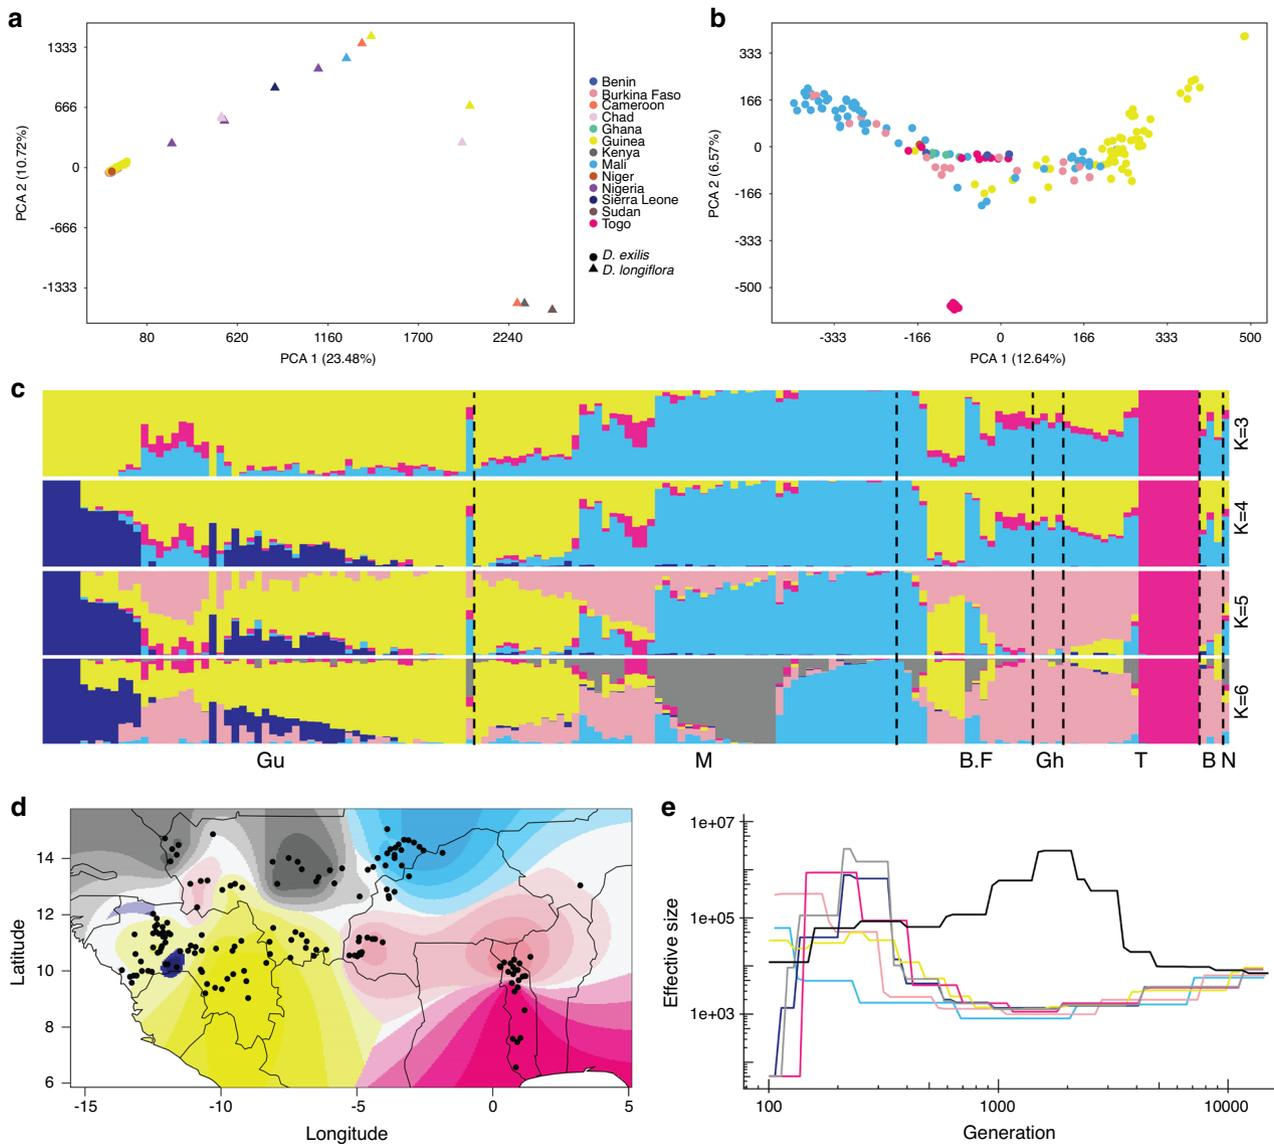 a
1333
666
0
-666
-1333
PCA 2 (10.72%)
80 620 1160 1700 2240
PCA 1 (23.48%)
Benin
Burkina Faso
Cameroon
Chad
Ghana
Guinea
Kenya
Mali
Niger
Nigeria
Sierra Leone
Sudan
Togo
D. exilis
D. longiflora
b
333
166
0
-166
-333
-500
PCA 2 (6.57%)
-333 -166 0 166 333 500
PCA 1 (12.64%)
c
K=3
K=4
K=5
K=6
Gu M B.F Gh T B N
d
14
12
10
8
6
Latitude
-15 -10 -5 0 5
Longitude
e
1e+07
1e+05
1e+03
Effective size
100 1000 10000
Generation